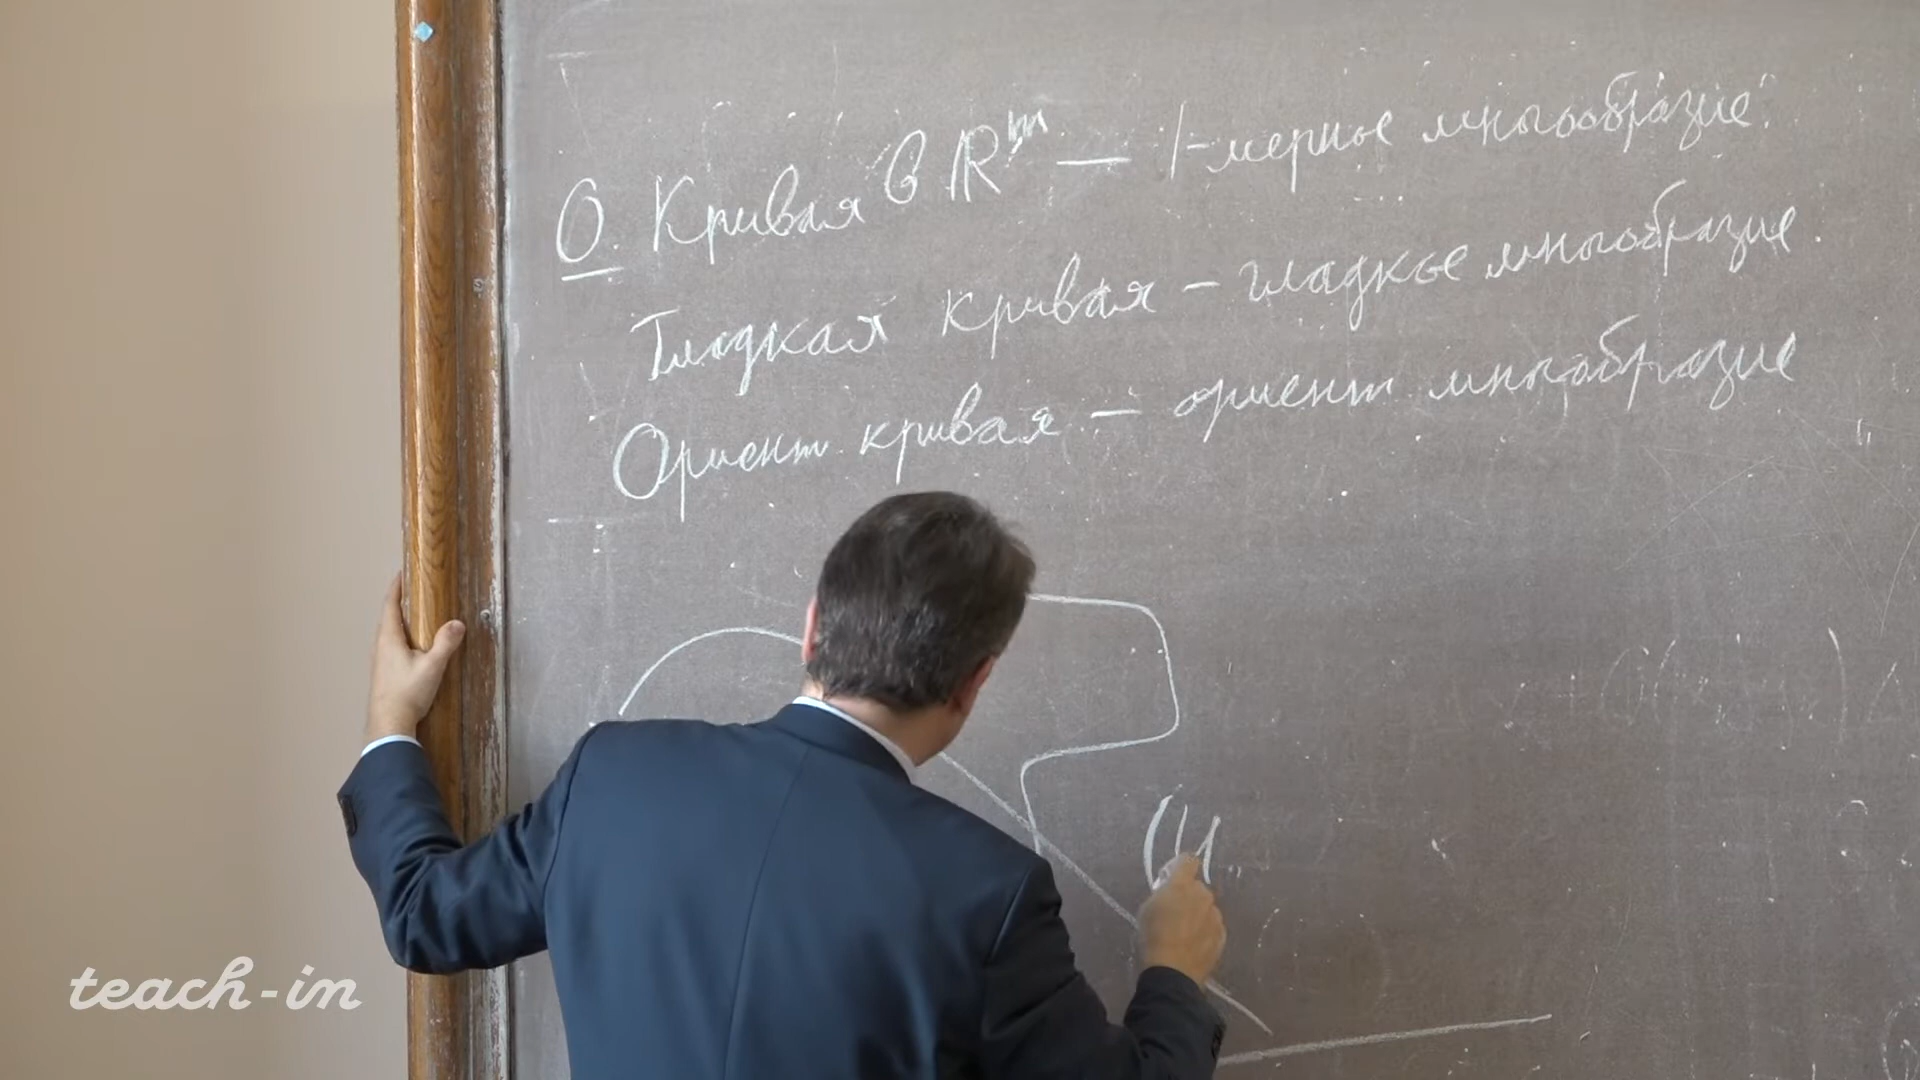 О. Кривая в ℝᵐ — 1-мерное многообразие.
Гладкая кривая – гладкое многообразие.
Ориент. кривая — ориент многообразие
teach-in